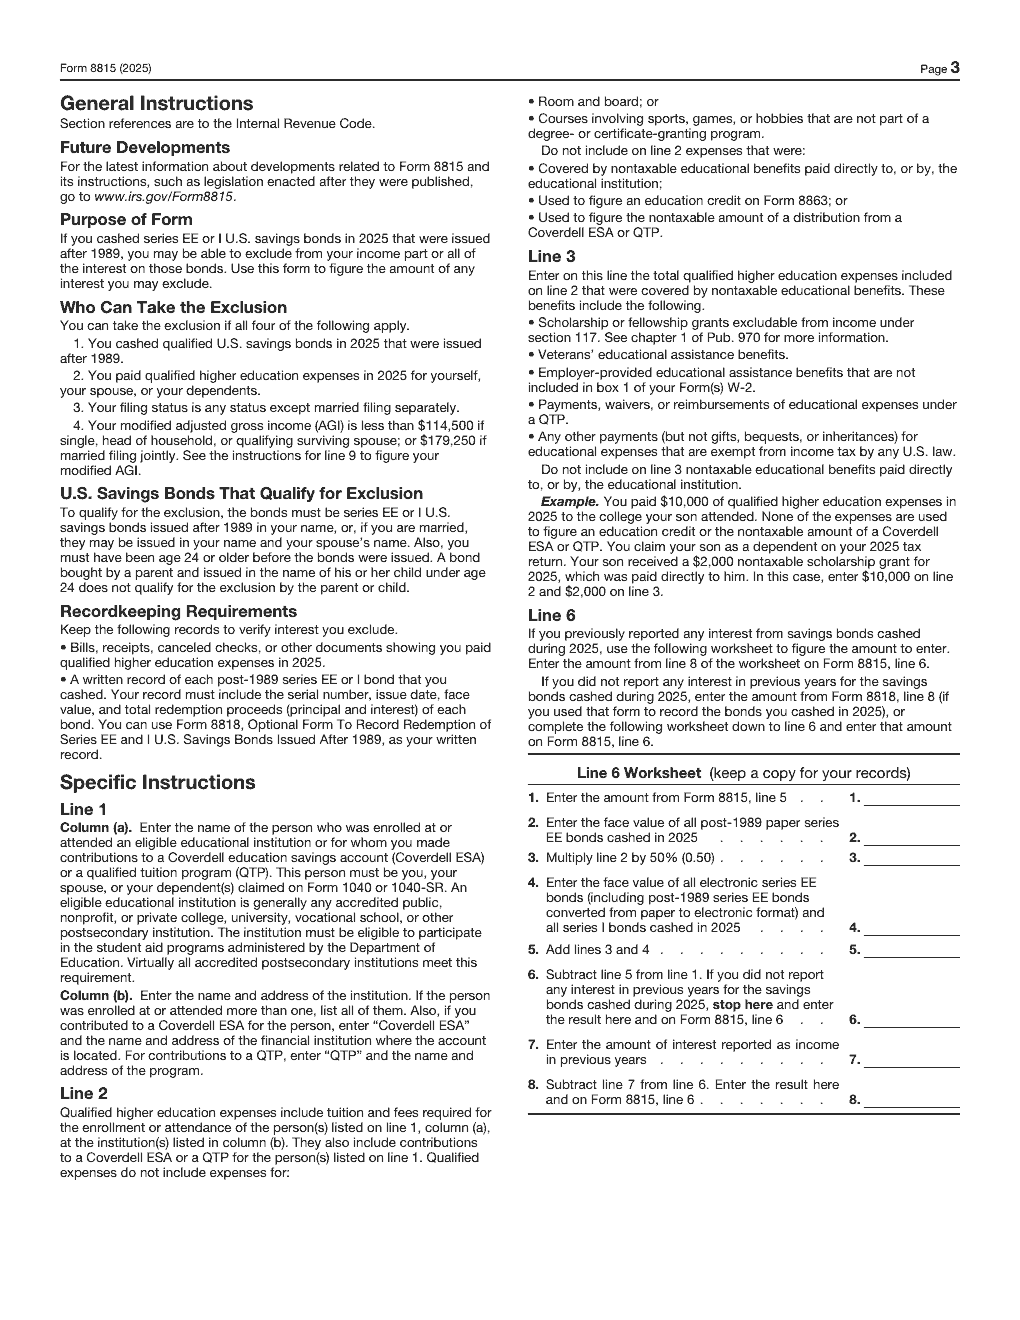 Form 8815 (2025)
Page 3
General Instructions
Section references are to the Internal Revenue Code.
Future Developments
For the latest information about developments related to Form 8815 and
its instructions, such as legislation enacted after they were published,
go to www.irs.gov/Form8815.
Purpose of Form
If you cashed series EE or I U.S. savings bonds in 2025 that were issued
after 1989, you may be able to exclude from your income part or all of
the interest on those bonds. Use this form to figure the amount of any
interest you may exclude.
Who Can Take the Exclusion
You can take the exclusion if all four of the following apply.
1. You cashed qualified U.S. savings bonds in 2025 that were issued
after 1989.
2. You paid qualified higher education expenses in 2025 for yourself,
your spouse, or your dependents.
3. Your filing status is any status except married filing separately.
4. Your modified adjusted gross income (AGI) is less than $114,500 if
single, head of household, or qualifying surviving spouse; or $179,250 if
married filing jointly. See the instructions for line 9 to figure your
modified AGI.
U.S. Savings Bonds That Qualify for Exclusion
To qualify for the exclusion, the bonds must be series EE or I U.S.
savings bonds issued after 1989 in your name, or, if you are married,
they may be issued in your name and your spouse's name. Also, you
must have been age 24 or older before the bonds were issued. A bond
bought by a parent and issued in the name of his or her child under age
24 does not qualify for the exclusion by the parent or child.
Recordkeeping Requirements
Keep the following records to verify interest you exclude.
• Bills, receipts, canceled checks, or other documents showing you paid
qualified higher education expenses in 2025.
• A written record of each post-1989 series EE or I bond that you
cashed. Your record must include the serial number, issue date, face
value, and total redemption proceeds (principal and interest) of each
bond. You can use Form 8818, Optional Form To Record Redemption of
Series EE and I U.S. Savings Bonds Issued After 1989, as your written
record.
Specific Instructions
Line 1
Column (a). Enter the name of the person who was enrolled at or
attended an eligible educational institution or for whom you made
contributions to a Coverdell education savings account (Coverdell ESA)
or a qualified tuition program (QTP). This person must be you, your
spouse, or your dependent(s) claimed on Form 1040 or 1040-SR. An
eligible educational institution is generally any accredited public,
nonprofit, or private college, university, vocational school, or other
postsecondary institution. The institution must be eligible to participate
in the student aid programs administered by the Department of
Education. Virtually all accredited postsecondary institutions meet this
requirement.
Column (b). Enter the name and address of the institution. If the person
was enrolled at or attended more than one, list all of them. Also, if you
contributed to a Coverdell ESA for the person, enter “Coverdell ESA”
and the name and address of the financial institution where the account
is located. For contributions to a QTP, enter “QTP” and the name and
address of the program.
Line 2
Qualified higher education expenses include tuition and fees required for
the enrollment or attendance of the person(s) listed on line 1, column (a),
at the institution(s) listed in column (b). They also include contributions
to a Coverdell ESA or a QTP for the person(s) listed on line 1. Qualified
expenses do not include expenses for:
• Room and board; or
• Courses involving sports, games, or hobbies that are not part of a
degree- or certificate-granting program.
Do not include on line 2 expenses that were:
• Covered by nontaxable educational benefits paid directly to, or by, the
educational institution;
• Used to figure an education credit on Form 8863; or
• Used to figure the nontaxable amount of a distribution from a
Coverdell ESA or QTP.
Line 3
Enter on this line the total qualified higher education expenses included
on line 2 that were covered by nontaxable educational benefits. These
benefits include the following.
• Scholarship or fellowship grants excludable from income under
section 117. See chapter 1 of Pub. 970 for more information.
• Veterans' educational assistance benefits.
• Employer-provided educational assistance benefits that are not
included in box 1 of your Form(s) W-2.
• Payments, waivers, or reimbursements of educational expenses under
a QTP.
• Any other payments (but not gifts, bequests, or inheritances) for
educational expenses that are exempt from income tax by any U.S. law.
Do not include on line 3 nontaxable educational benefits paid directly
to, or by, the educational institution.
Example. You paid $10,000 of qualified higher education expenses in
2025 to the college your son attended. None of the expenses are used
to figure an education credit or the nontaxable amount of a Coverdell
ESA or QTP. You claim your son as a dependent on your 2025 tax
return. Your son received a $2,000 nontaxable scholarship grant for
2025, which was paid directly to him. In this case, enter $10,000 on line
2 and $2,000 on line 3.
Line 6
If you previously reported any interest from savings bonds cashed
during 2025, use the following worksheet to figure the amount to enter.
Enter the amount from line 8 of the worksheet on Form 8815, line 6.
If you did not report any interest in previous years for the savings
bonds cashed during 2025, enter the amount from Form 8818, line 8 (if
you used that form to record the bonds you cashed in 2025), or
complete the following worksheet down to line 6 and enter that amount
on Form 8815, line 6.
Line 6 Worksheet (keep a copy for your records)
1. Enter the amount from Form 8815, line 5 . . 1.
2. Enter the face value of all post-1989 paper series
EE bonds cashed in 2025 . . . . . . 2.
3. Multiply line 2 by 50% (0.50) . . . . . . 3.
4. Enter the face value of all electronic series EE
bonds (including post-1989 series EE bonds
converted from paper to electronic format) and
all series I bonds cashed in 2025 . . . . 4.
5. Add lines 3 and 4 . . . . . . . . . 5.
6. Subtract line 5 from line 1. If you did not report
any interest in previous years for the savings
bonds cashed during 2025, stop here and enter
the result here and on Form 8815, line 6 . . 6.
7. Enter the amount of interest reported as income
in previous years . . . . . . . . . 7.
8. Subtract line 7 from line 6. Enter the result here
and on Form 8815, line 6 . . . . . . . 8.